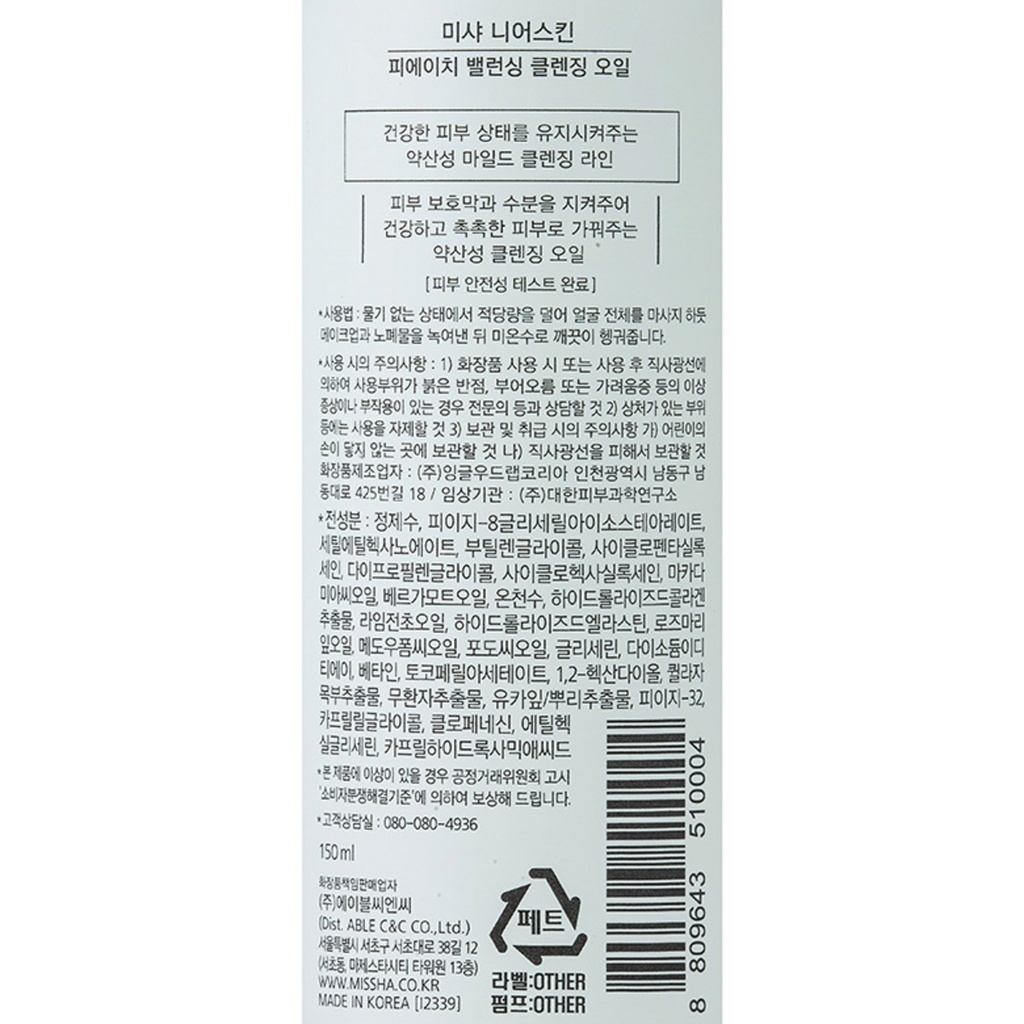 미샤 니어스킨
피에이치 밸런싱 클렌징 오일
건강한 피부 상태를 유지시켜주는
약산성 마일드 클렌징 라인
피부 보호막과 수분을 지켜주어
건강하고 촉촉한 피부로 가꿔주는
약산성 클렌징 오일
[피부 안전성 테스트 완료]
*사용법 : 물기 없는 상태에서 적당량을 덜어 얼굴 전체를 마사지 하듯
메이크업과 노폐물을 녹여낸 뒤 미온수로 깨끗이 헹궈줍니다.
*사용 시의 주의사항 : 1) 화장품 사용 시 또는 사용 후 직사광선에
의하여 사용부위가 붉은 반점, 부어오름 또는 가려움증 등의 이상
증상이나 부작용이 있는 경우 전문의 등과 상담할 것 2) 상처가 있는 부위
등에는 사용을 자제할 것 3) 보관 및 취급 시의 주의사항 가) 어린이의
손이 닿지 않는 곳에 보관할 것 나) 직사광선을 피해서 보관할 것
화장품제조업자 : (주)잉글우드랩코리아 인천광역시 남동구 남
동대로 425번길 18 / 임상기관 : (주)대한피부과학연구소
*전성분 : 정제수, 피이지-8글리세릴아이소스테아레이트,
세틸에틸헥사노에이트, 부틸렌글라이콜, 사이클로펜타실록
세인, 다이프로필렌글라이콜, 사이클로헥사실록세인, 마카다
미아씨오일, 베르가모트오일, 온천수, 하이드롤라이즈드콜라겐
추출물, 라임전초오일, 하이드롤라이즈드엘라스틴, 로즈마리
잎오일, 메도우폼씨오일, 포도씨오일, 글리세린, 다이소듐이디
티에이, 베타인, 토코페릴아세테이트, 1,2-헥산다이올, 퀼라자
목부추출물, 무환자추출물, 유카잎/뿌리추출물, 피이지-32,
카프릴릴글라이콜, 클로페네신, 에틸헥
실글리세린, 카프릴하이드록사믹애씨드
*본 제품에 이상이 있을 경우 공정거래위원회 고시
'소비자분쟁해결기준'에 의하여 보상해 드립니다.
*고객상담실 : 080-080-4936
150ml
화장품책임판매업자
(주)에이블씨엔씨
(Dist. ABLE C&C CO.,Ltd.)
서울특별시 서초구 서초대로 38길 12
(서초동, 마제스타시티 타워원 13층)
WWW.MISSHA.CO.KR
MADE IN KOREA [I2339]
페트
라벨:OTHER
펌프:OTHER
8 809643 510004